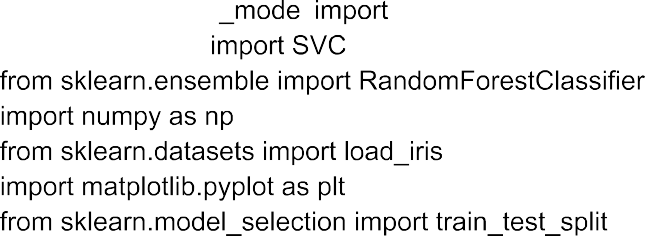 _mode import
import SVC
from sklearn.ensemble import RandomForestClassifier
import numpy as np
from sklearn.datasets import load_iris
import matplotlib.pyplot as plt
from sklearn.model_selection import train_test_split